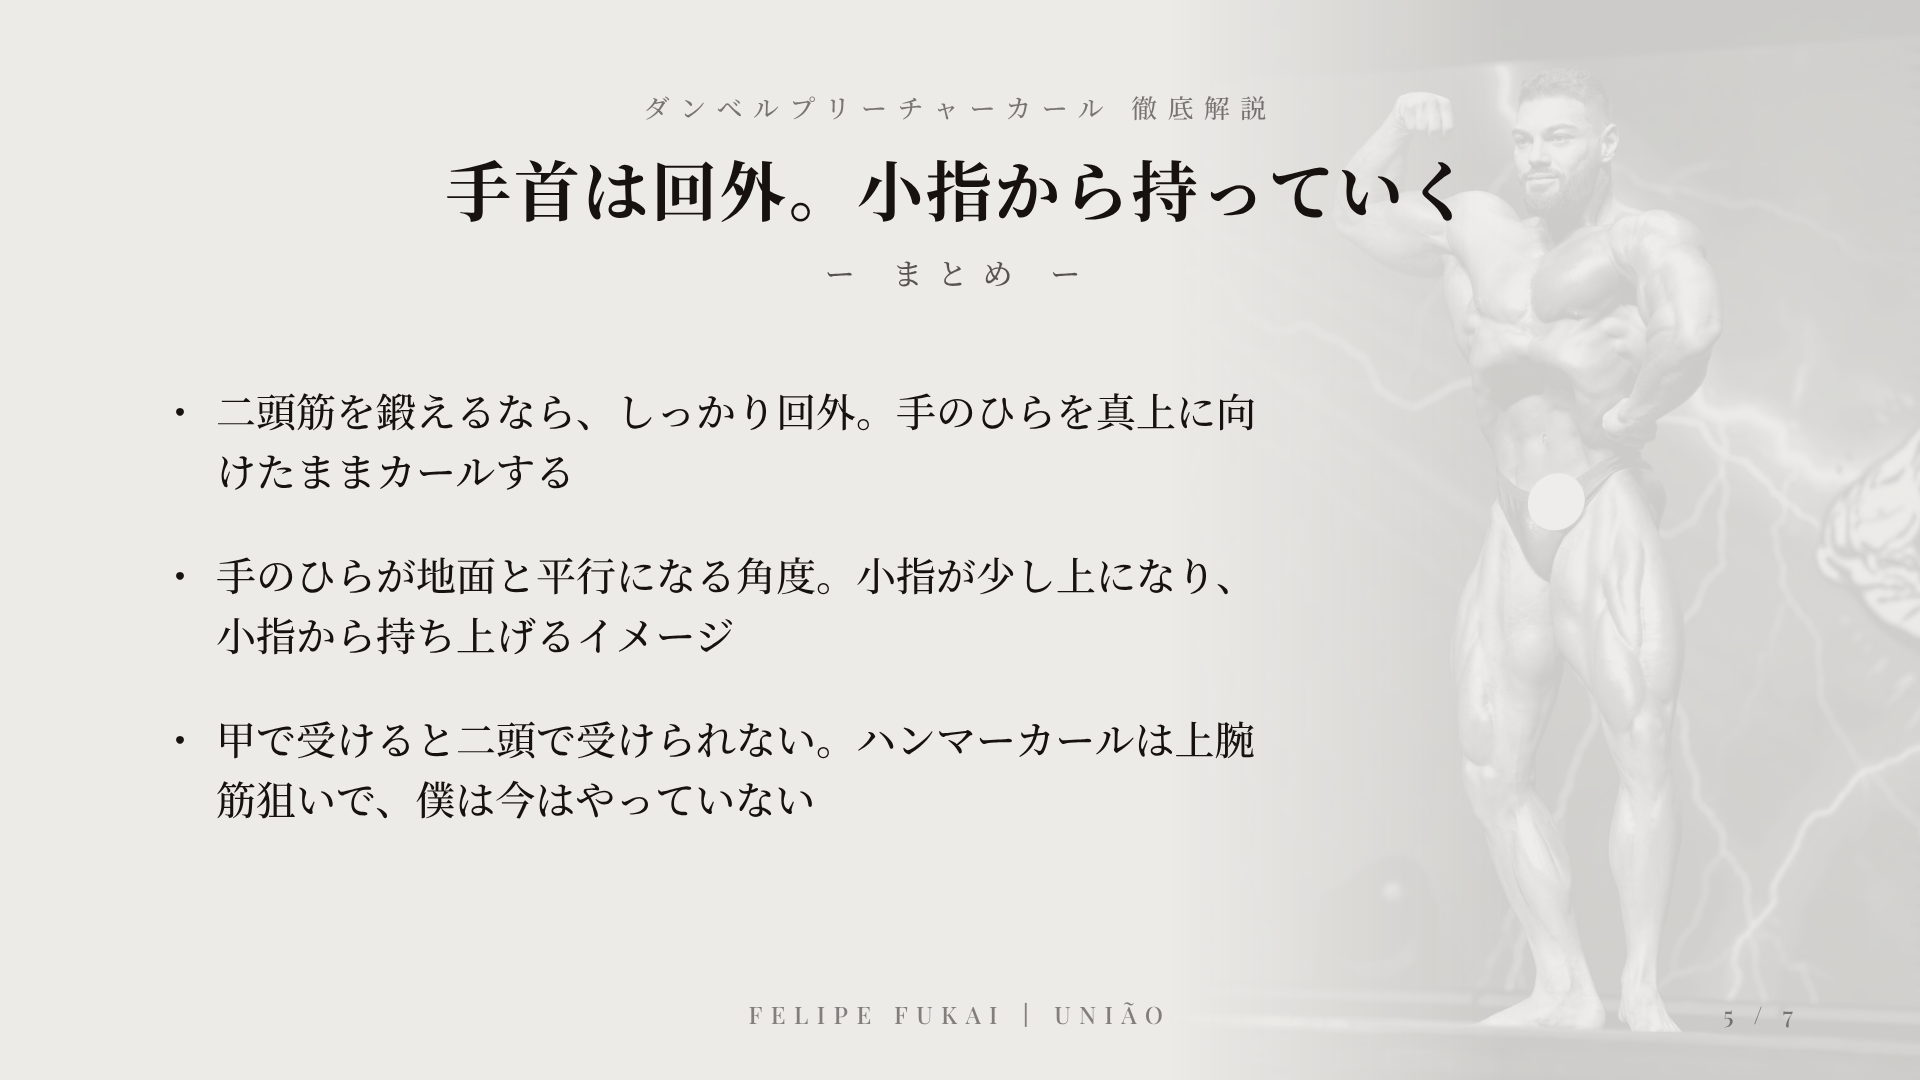 ダンベルプリーチャーカール 徹底解説
手首は回外。小指から持っていく
ー まとめ ー
・ 二頭筋を鍛えるなら、しっかり回外。手のひらを真上に向
けたままカールする
・ 手のひらが地面と平行になる角度。小指が少し上になり、
小指から持ち上げるイメージ
・ 甲で受けると二頭で受けられない。ハンマーカールは上腕
筋狙いで、僕は今はやっていない
FELIPE FUKAI | UNIÃO
5 / 7